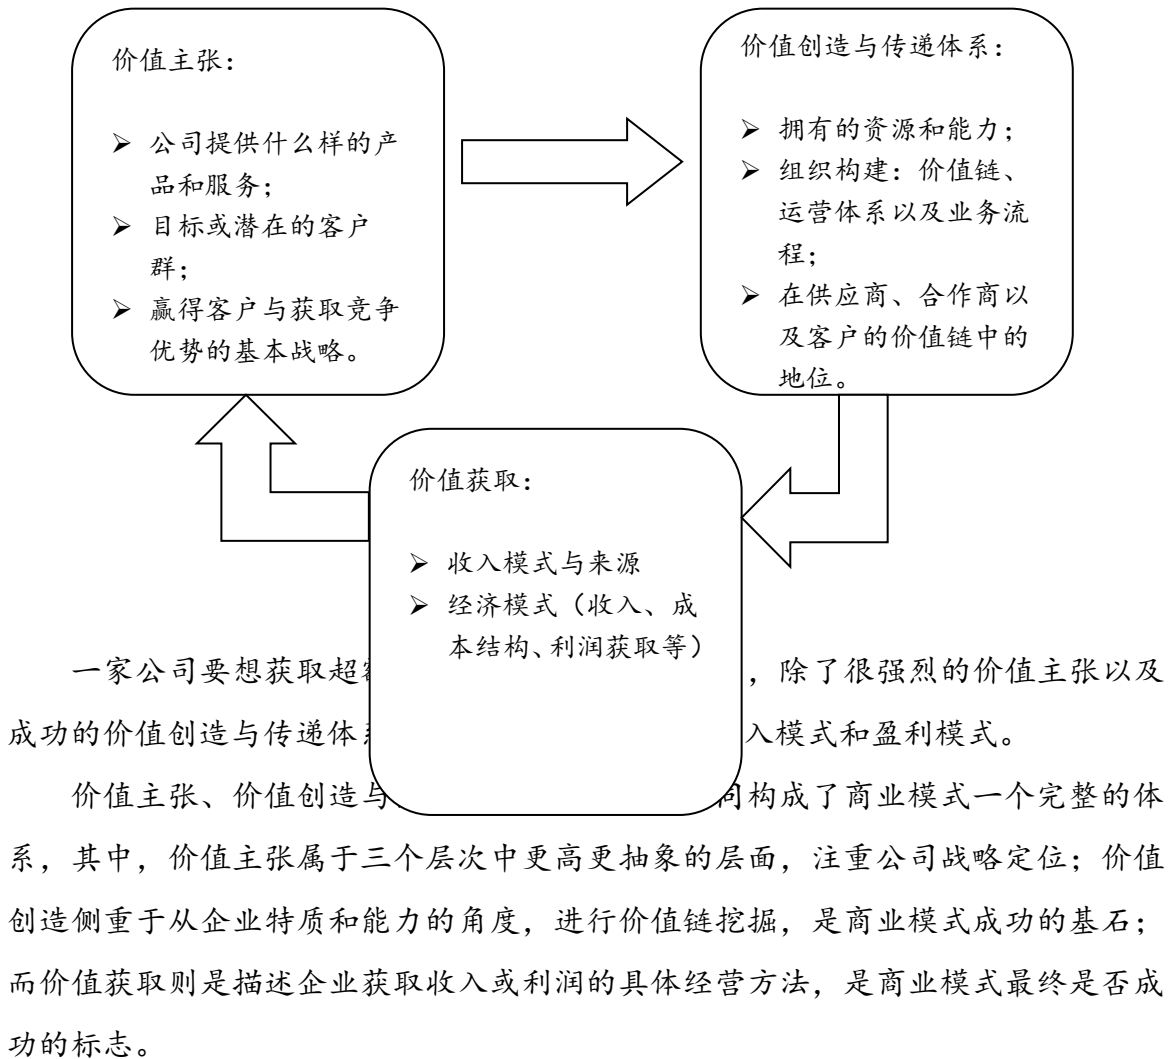 价值主张：
➢ 公司提供什么样的产
品和服务；
➢ 目标或潜在的客户
群；
➢ 赢得客户与获取竞争
优势的基本战略。
价值创造与传递体系：
➢ 拥有的资源和能力；
➢ 组织构建：价值链、
运营体系以及业务流
程；
➢ 在供应商、合作商以
及客户的价值链中的
地位。
价值获取：
➢ 收入模式与来源
➢ 经济模式（收入、成
本结构、利润获取等）
一家公司要想获取超 ，除了很强烈的价值主张以及
成功的价值创造与传递体 入模式和盈利模式。
价值主张、价值创造与 同构成了商业模式一个完整的体
系，其中，价值主张属于三个层次中更高更抽象的层面，注重公司战略定位；价值
创造侧重于从企业特质和能力的角度，进行价值链挖掘，是商业模式成功的基石；
而价值获取则是描述企业获取收入或利润的具体经营方法，是商业模式最终是否成
功的标志。